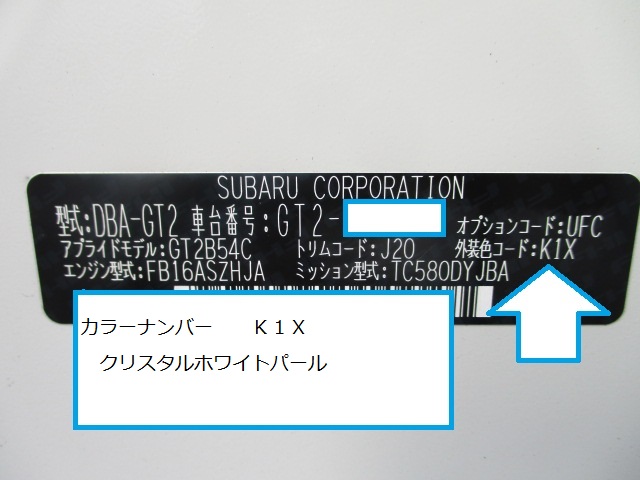 SUBARU CORPORATION
型式:DBA-GT2 車台番号:GT2- オプションコード:UFC
アプライドモデル:GT2B54C トリムコード:J20 外装色コード:K1X
エンジン型式:FB16ASZHJA ミッション型式:TC580DYJBA
カラーナンバー　　Ｋ１Ｘ
クリスタルホワイトパール